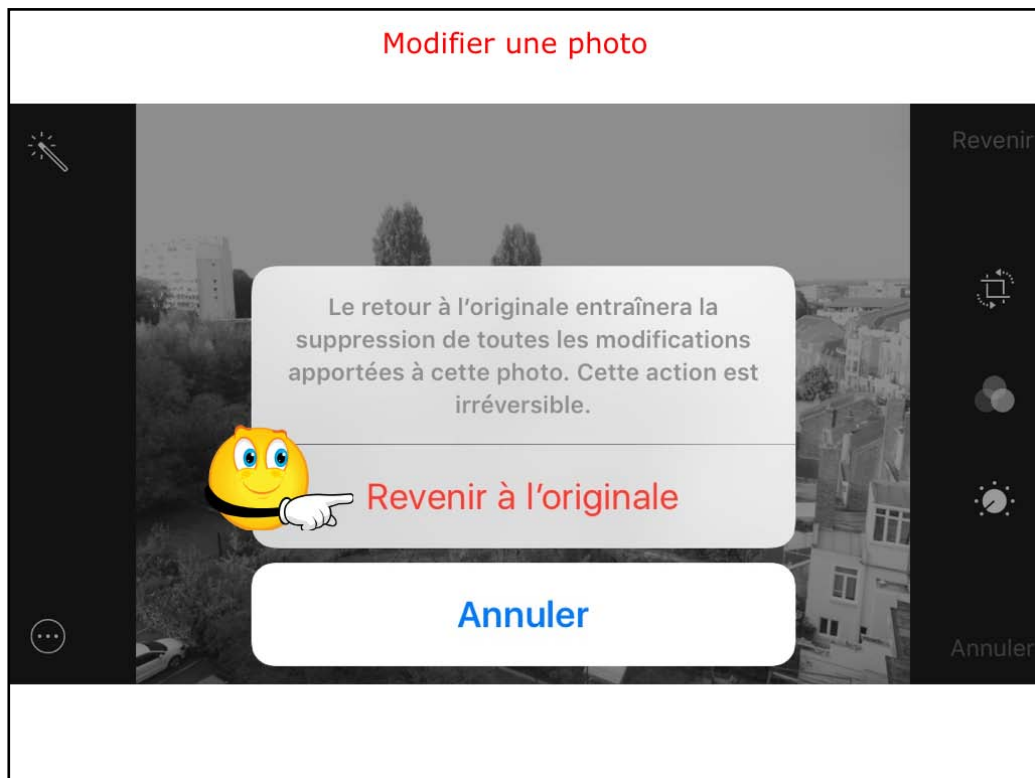 Modifier une photo
Revenir
Le retour à l'originale entraînera la
suppression de toutes les modifications
apportées à cette photo. Cette action est
irréversible.
Revenir à l'originale
Annuler
Annuler